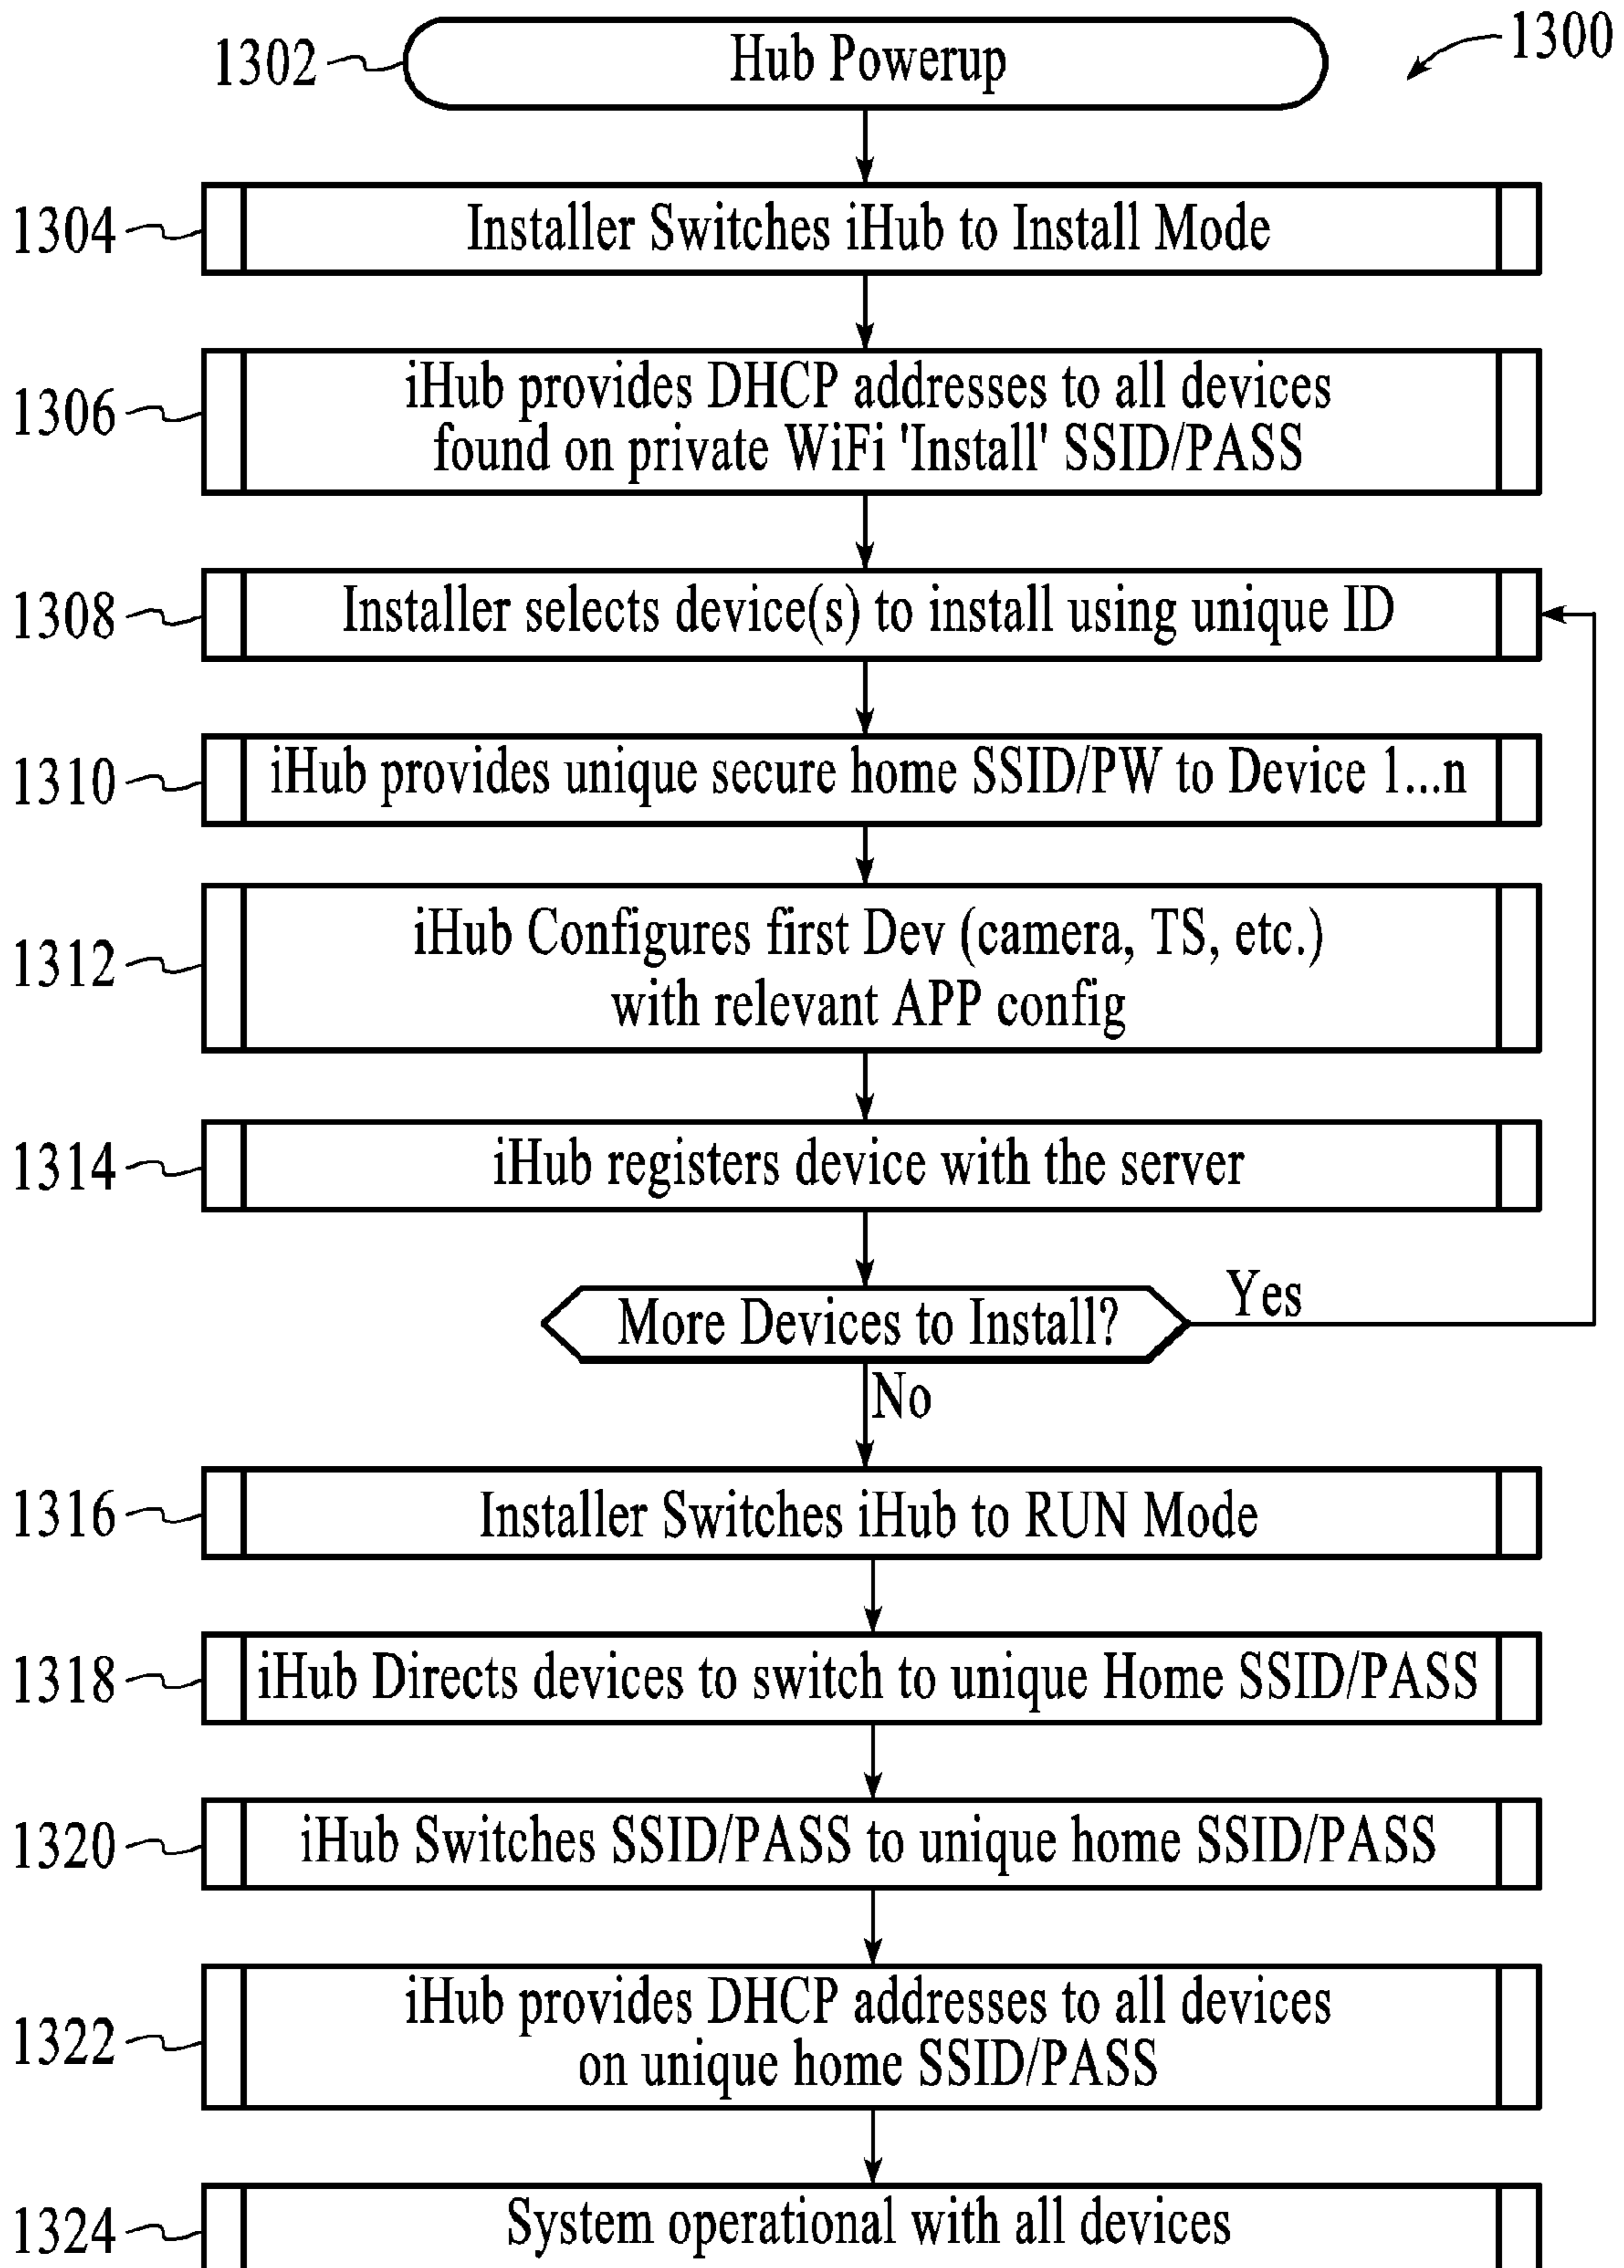 1300
1302
Hub Powerup
1304
Installer Switches iHub to Install Mode
1306
iHub provides DHCP addresses to all devices
found on private WiFi 'Install' SSID/PASS
1308
Installer selects device(s) to install using unique ID
1310
iHub provides unique secure home SSID/PW to Device 1...n
1312
iHub Configures first Dev (camera, TS, etc.)
with relevant APP config
1314
iHub registers device with the server
More Devices to Install?
Yes
No
1316
Installer Switches iHub to RUN Mode
1318
iHub Directs devices to switch to unique Home SSID/PASS
1320
iHub Switches SSID/PASS to unique home SSID/PASS
1322
iHub provides DHCP addresses to all devices
on unique home SSID/PASS
1324
System operational with all devices